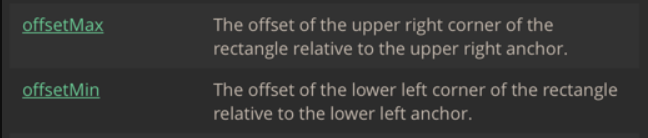 offsetMax The offset of the upper right corner of the
rectangle relative to the upper right anchor.
offsetMin The offset of the lower left corner of the rectangle
relative to the lower left anchor.